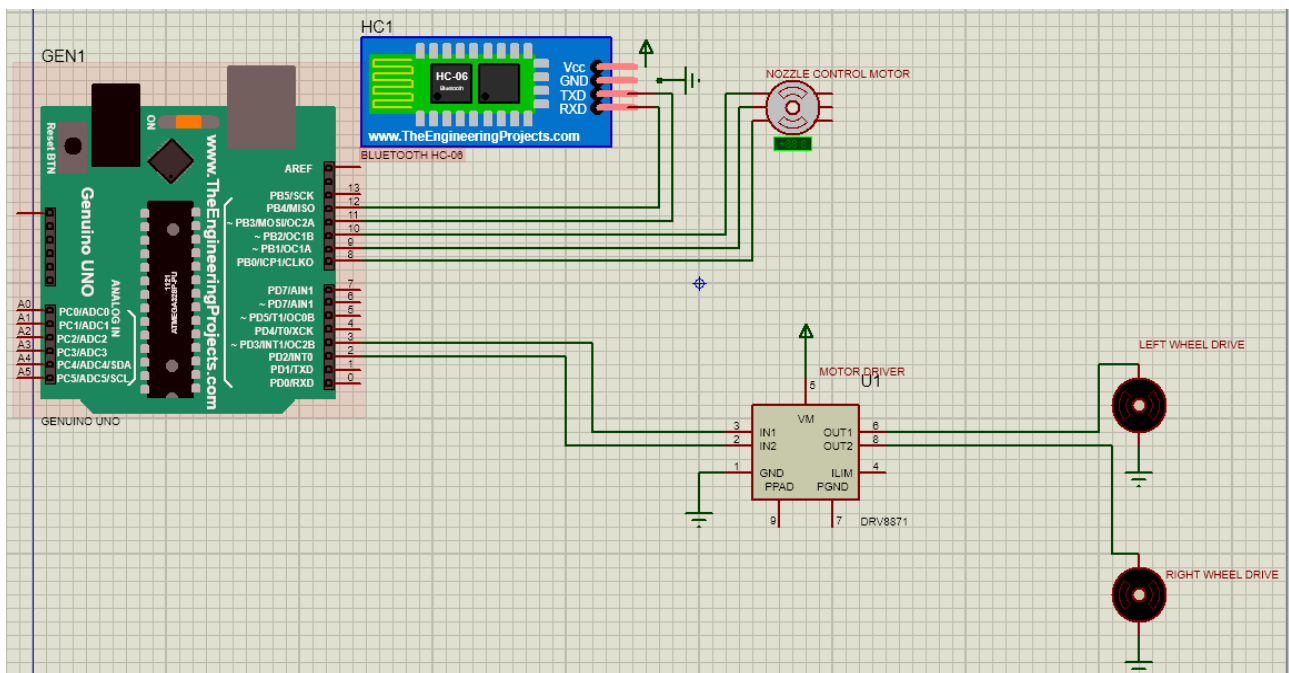 GEN1
Reset BTN
ON
Genuino UNO
www.TheEngineeringProjects.com
1121
ATMEGA328P-PU
ANALOG IN
AREF
PB5/SCK
PB4/MISO
~ PB3/MOSI/OC2A
~ PB2/OC1B
~ PB1/OC1A
PB0/ICP1/CLKO
PD7/AIN1
~ PD7/AIN1
~ PD5/T1/OC0B
PD4/T0/XCK
~ PD3/INT1/OC2B
PD2/INT0
PD1/TXD
PD0/RXD
13
12
11
10
9
8
7
6
5
4
3
2
1
0
A0
A1
A2
A3
A4
A5
PC0/ADC0
PC1/ADC1
PC2/ADC2
PC3/ADC3
PC4/ADC4/SDA
PC5/ADC5/SCL
GENUINO UNO
HC1
HC-06
Bluetooth
Vcc
GND
TXD
RXD
www.TheEngineeringProjects.com
BLUETOOTH HC-06
NOZZLE CONTROL MOTOR
MOTOR DRIVER
U1
5
VM
3
IN1
OUT1
6
2
IN2
OUT2
8
1
GND
ILIM
4
PPAD
PGND
9
7
DRV8871
LEFT WHEEL DRIVE
RIGHT WHEEL DRIVE